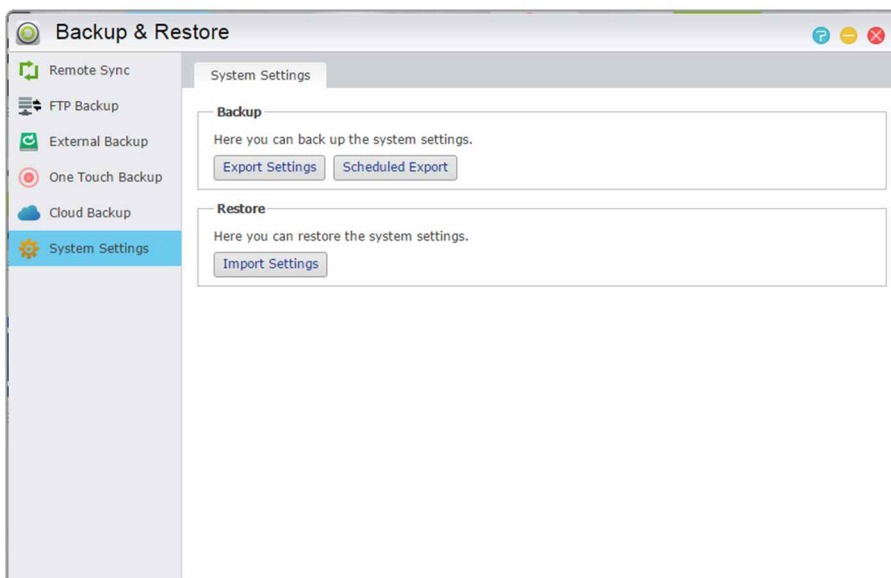 Backup & Restore
Remote Sync
FTP Backup
External Backup
One Touch Backup
Cloud Backup
System Settings
System Settings
Backup
Here you can back up the system settings.
Export Settings
Scheduled Export
Restore
Here you can restore the system settings.
Import Settings